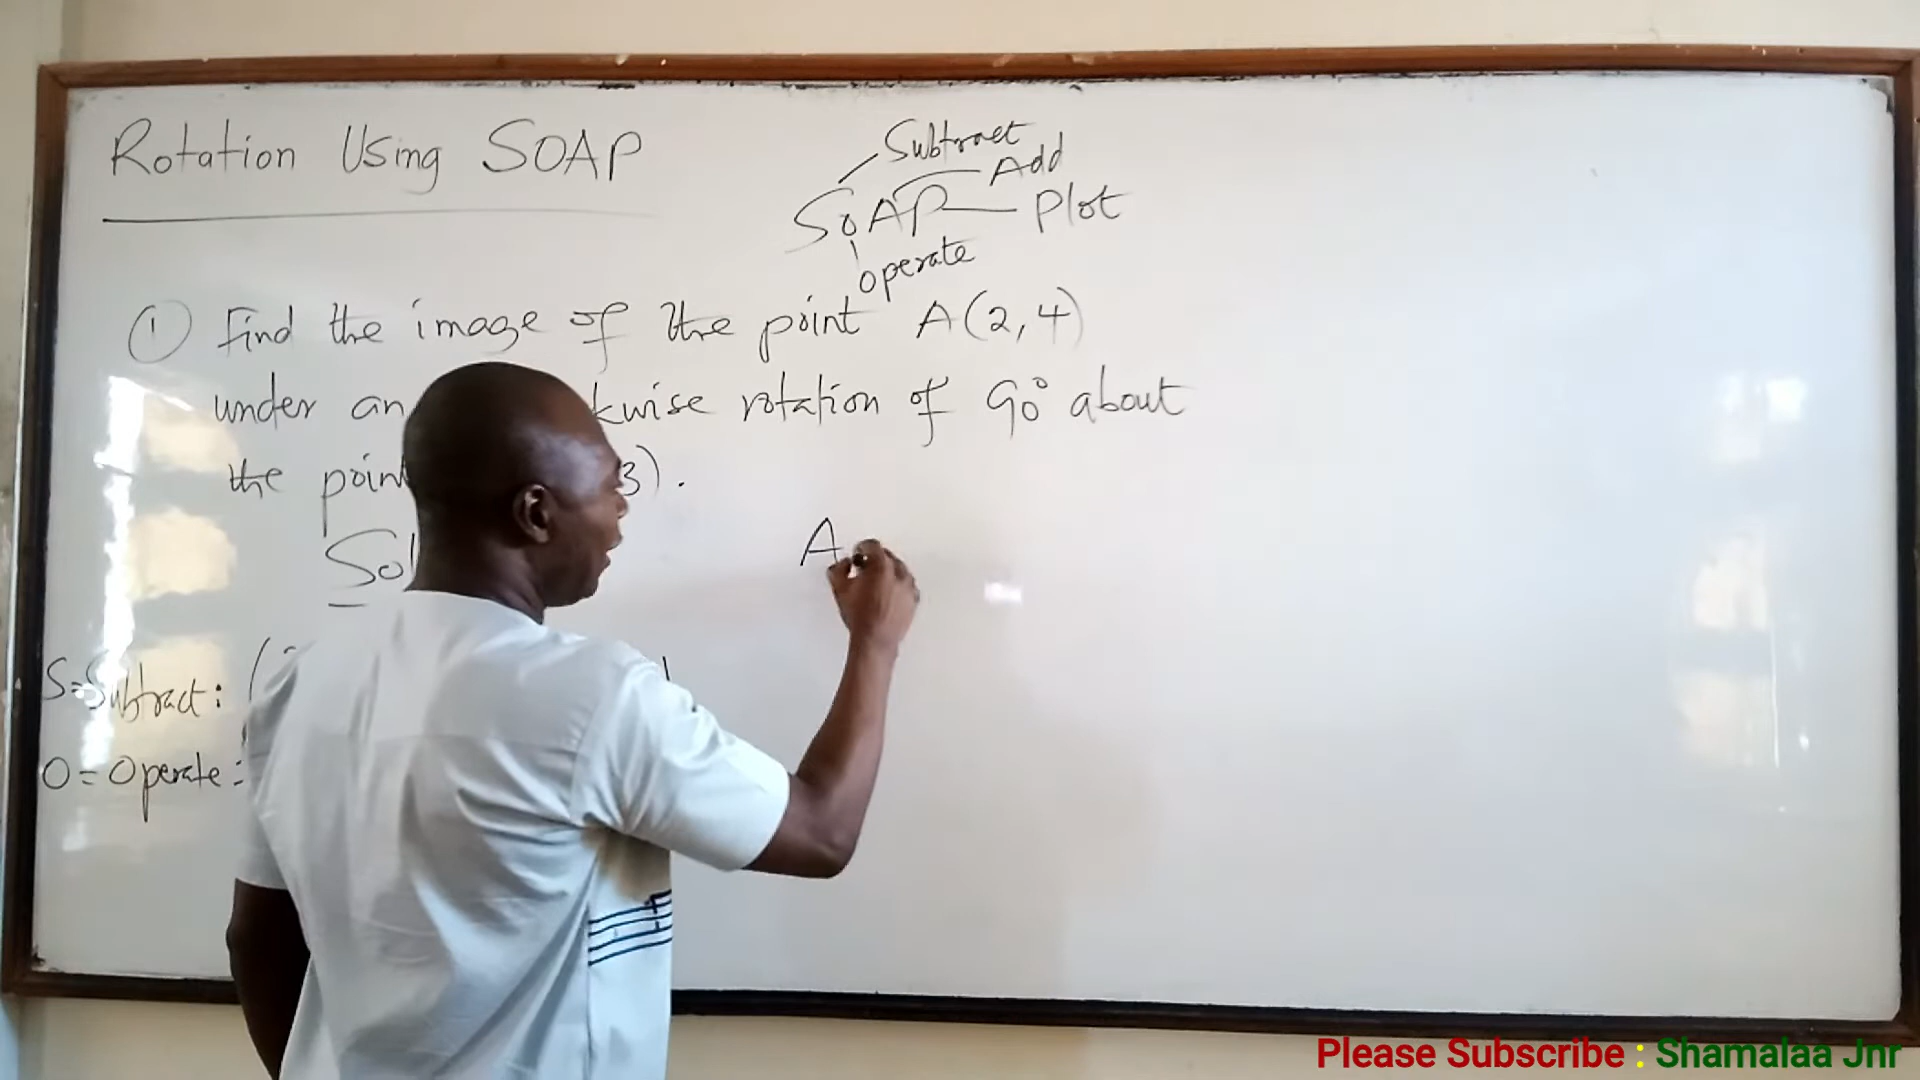 Rotation Using SOAP
Subtract
Add
SOAP
Plot
operate
① Find the image of the point A(2,4)
under an kwise rotation of 90° about
the point 3).
Sol
S=Subtract: (
O=Operate:
A
Please Subscribe : Shamalaa Jnr